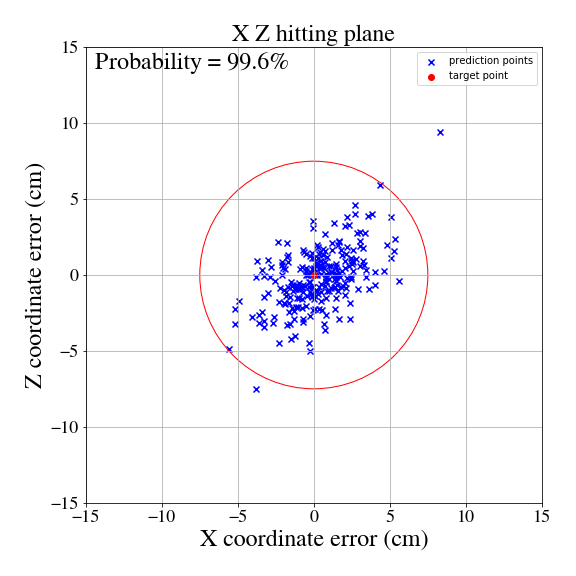 X Z hitting plane
Probability = 99.6%
prediction points
target point
15
10
5
0
−5
−10
−15
Z coordinate error (cm)
−15
−10
−5
0
5
10
15
X coordinate error (cm)